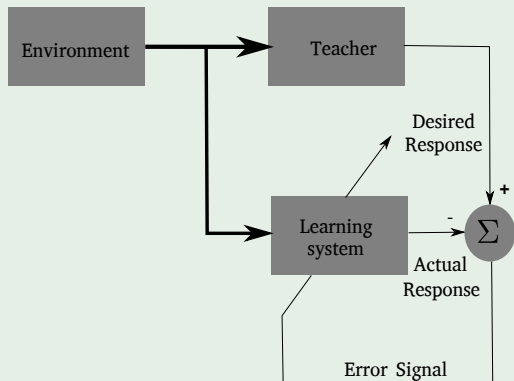 Environment
Teacher
Desired
Response
+
-
Learning
system
Σ
Actual
Response
Error Signal